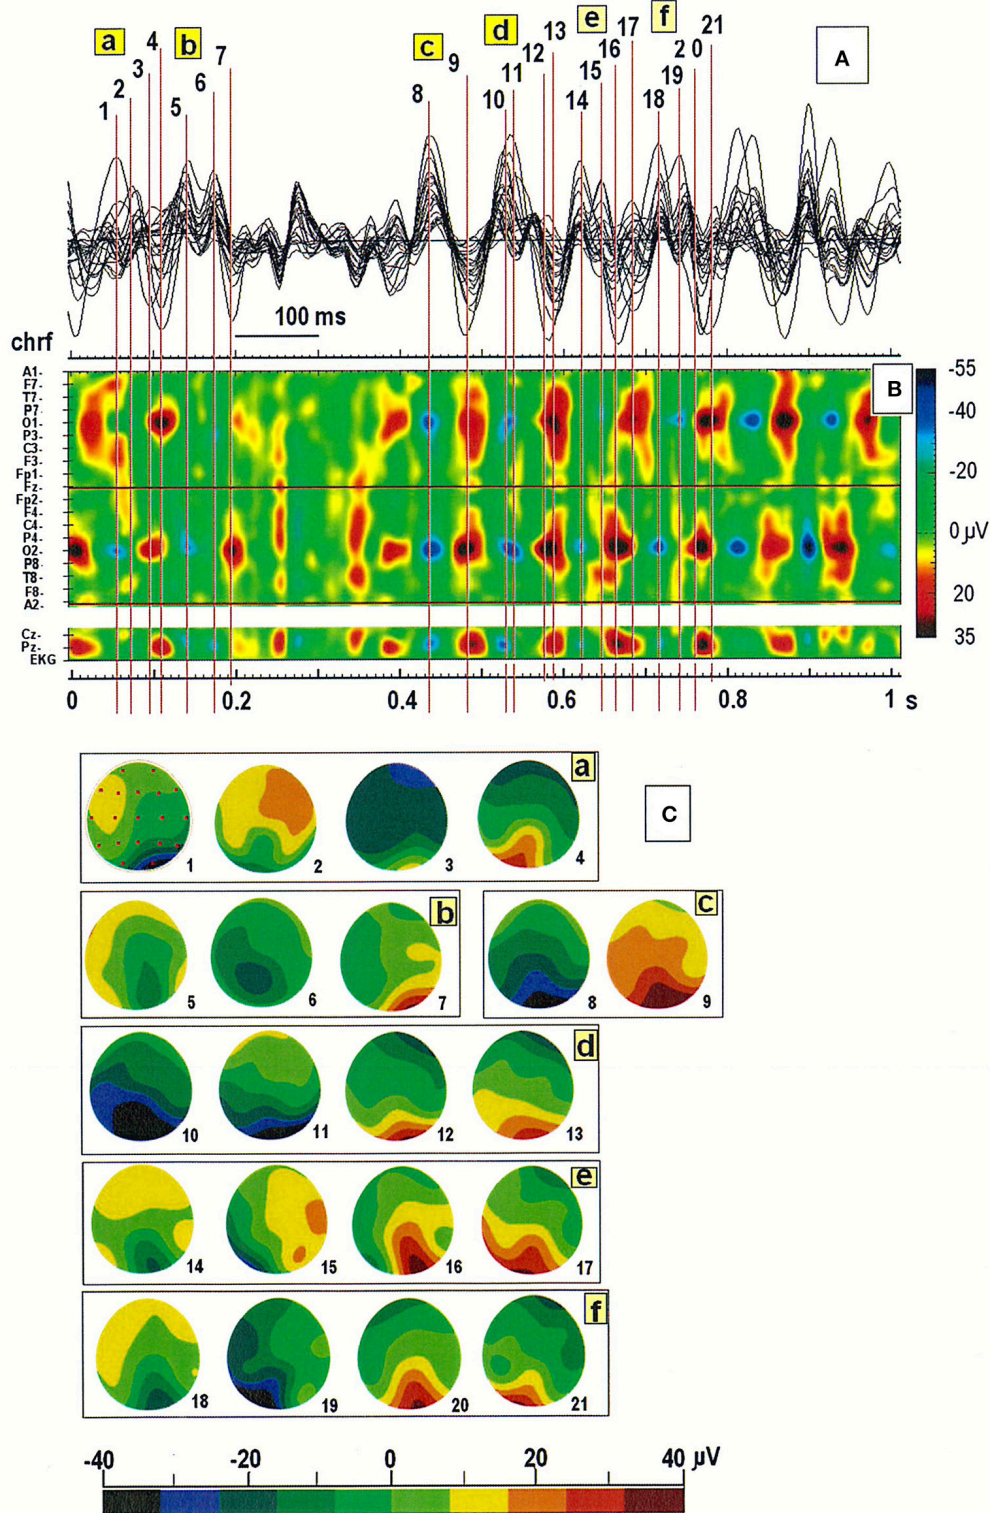 a
b
c
d
e
f
A
1
2
3
4
5
6
7
8
9
10
11
12
13
14
15
16
17
18
19
2 0
21
100 ms
chrf
A1-
F7-
T7-
P7-
O1-
P3-
C3-
F3-
Fp1-
Fz-
Fp2-
F4-
C4-
P4-
O2-
P8-
T8-
F8-
A2-
Cz-
Pz-
EKG
B
-55
-40
-20
0 µV
20
35
0 0.2 0.4 0.6 0.8 1 s
a
1 2 3 4
C
b
5 6 7
c
8 9
d
10 11 12 13
e
14 15 16 17
f
18 19 20 21
-40 -20 0 20 40 µV